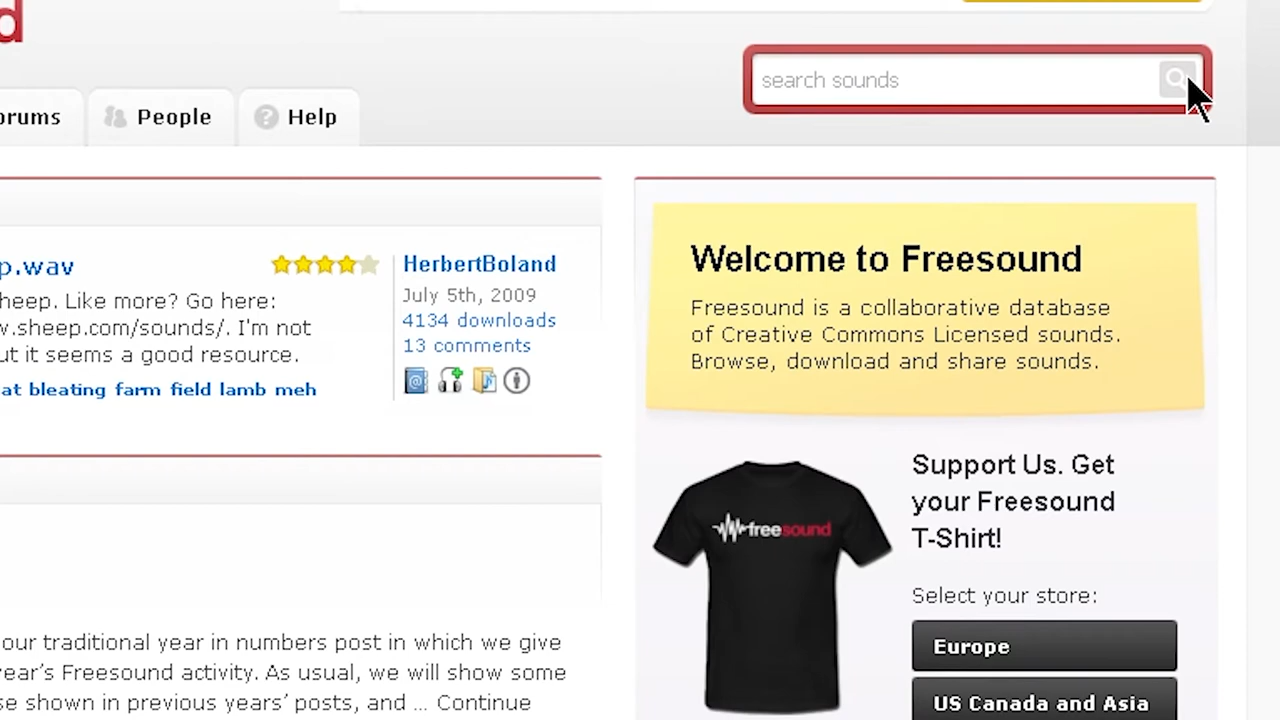 d
search sounds
orums
People
Help
p.wav
HerbertBoland
July 5th, 2009
4134 downloads
13 comments
heep. Like more? Go here:
w.sheep.com/sounds/. I'm not
ut it seems a good resource.
at bleating farm field lamb meh
Welcome to Freesound
Freesound is a collaborative database
of Creative Commons Licensed sounds.
Browse, download and share sounds.
freesound
Support Us. Get
your Freesound
T-Shirt!
Select your store:
Europe
US Canada and Asia
our traditional year in numbers post in which we give
year’s Freesound activity. As usual, we will show some
se shown in previous years’ posts, and ... Continue